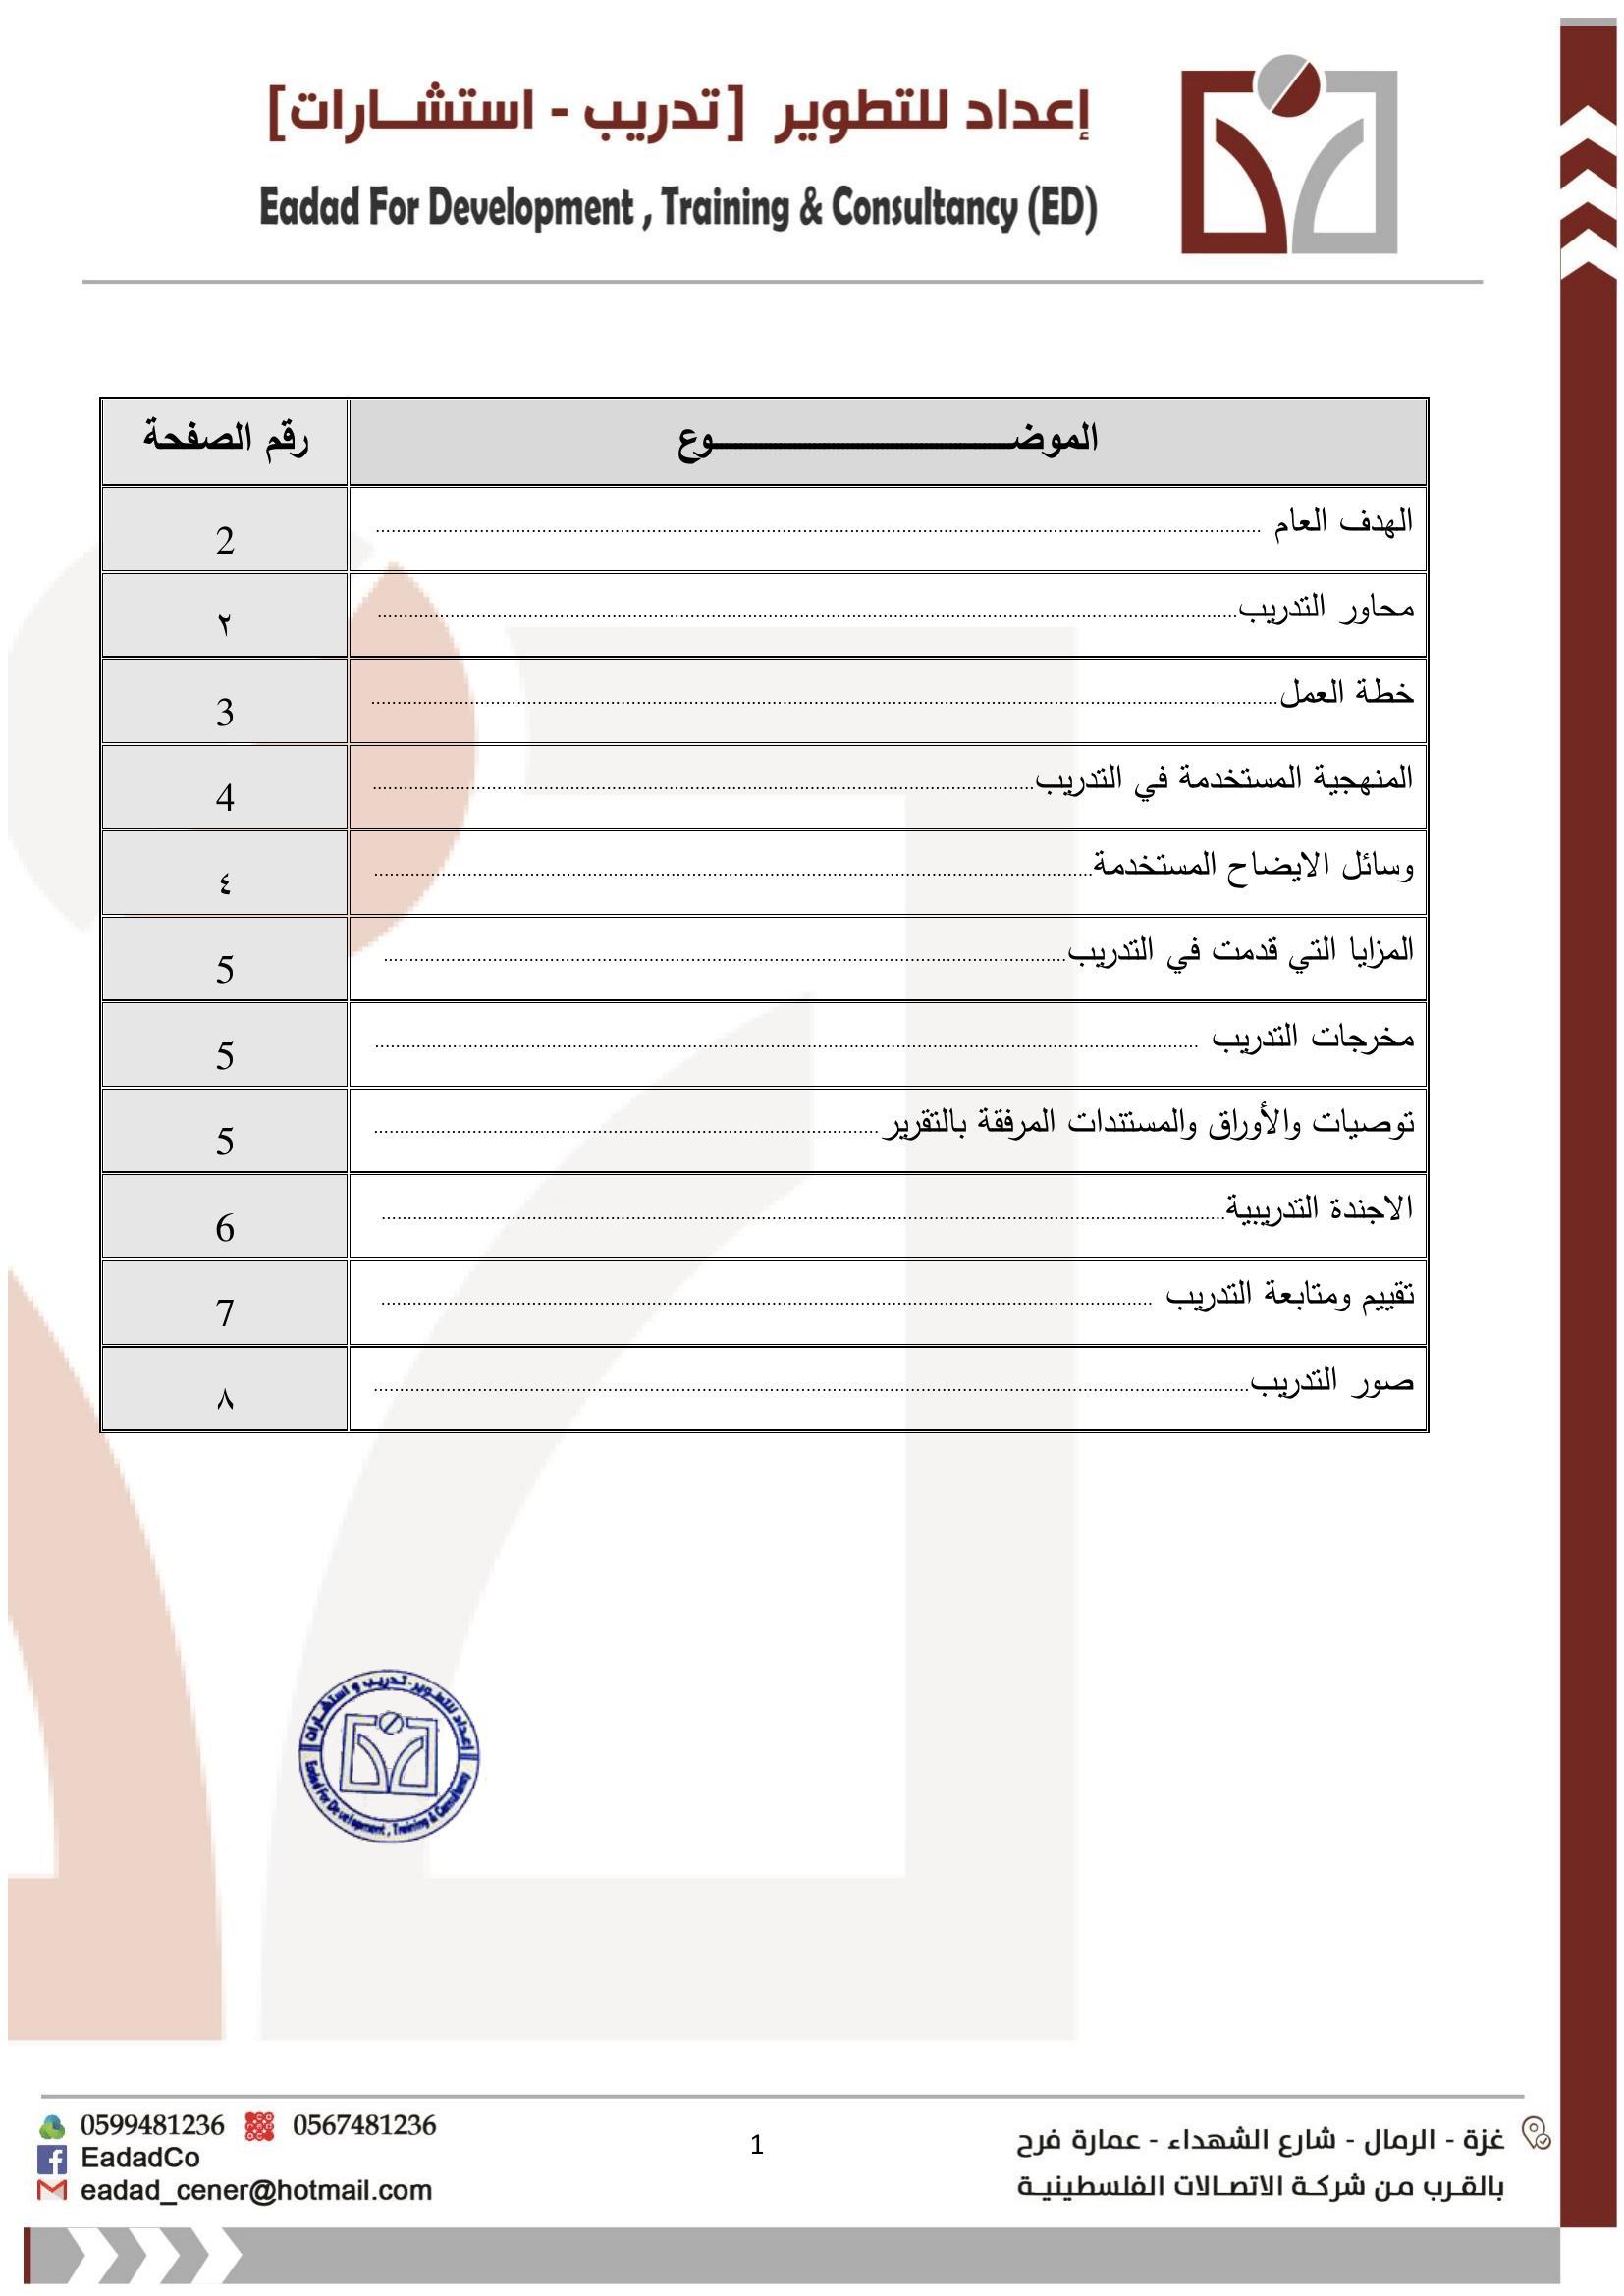 إعداد للتطوير [تدريب - استشـــارات]
Eadad For Development , Training & Consultancy (ED)
الموضـــــــــــــــــــــوع رقم الصفحة
الهدف العام ........................ 2
محاور التدريب........................ ٢
خطة العمل........................ 3
المنهجية المستخدمة في التدريب........................ 4
وسائل الايضاح المستخدمة........................ ٤
المزايا التي قدمت في التدريب........................ 5
مخرجات التدريب ........................ 5
توصيات والأوراق والمستندات المرفقة بالتقرير........................ 5
الاجندة التدريبية........................ 6
تقييم ومتابعة التدريب ........................ 7
صور التدريب........................ ٨
إعداد للتطوير - تدريب و استشارات
Eadad For Development , Training & Consultancy
غزة - الرمال - شارع الشهداء - عمارة فرح
بالقـرب مـن شركـة الاتصـالات الفلسطينيـة
1
0599481236 0567481236
EadadCo
eadad_cener@hotmail.com